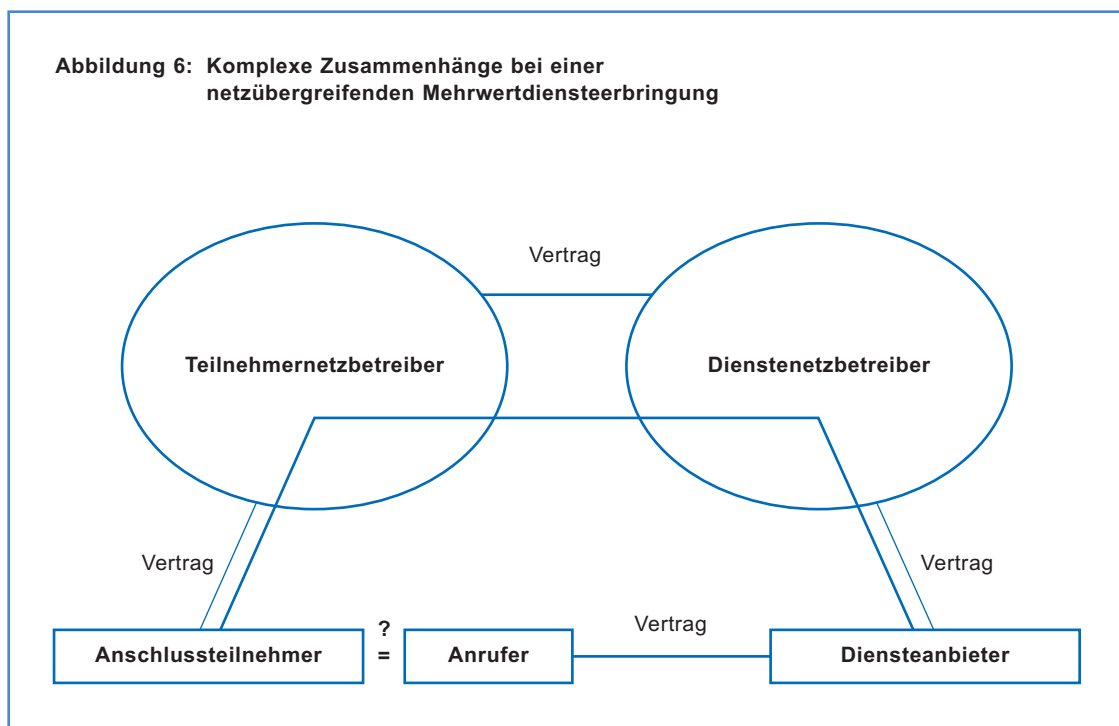 Abbildung 6: Komplexe Zusammenhänge bei einer
netzübergreifenden Mehrwertdiensteerbringung
Vertrag
Teilnehmernetzbetreiber
Dienstenetzbetreiber
Vertrag
Vertrag
Vertrag
Anschlussteilnehmer
?
=
Anrufer
Diensteanbieter